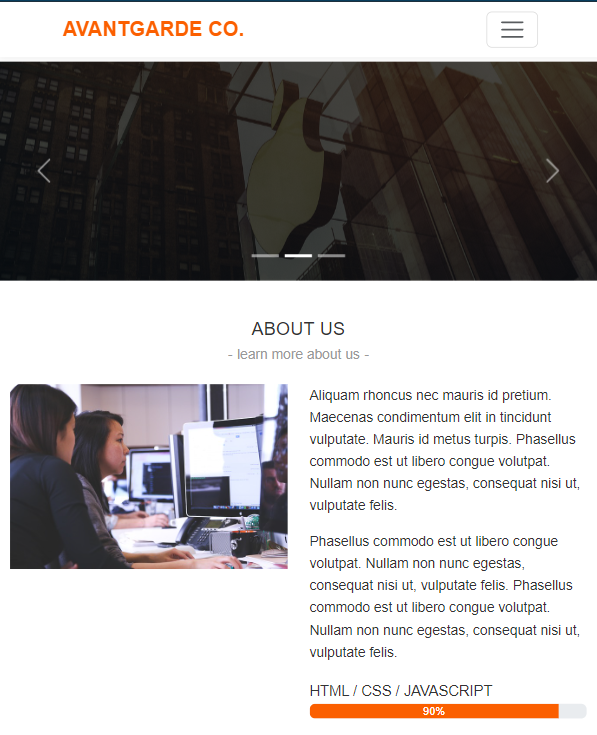 AVANTGARDE CO.
ABOUT US
- learn more about us -
Aliquam rhoncus nec mauris id pretium.
Maecenas condimentum elit in tincidunt
vulputate. Mauris id metus turpis. Phasellus
commodo est ut libero congue volutpat.
Nullam non nunc egestas, consequat nisi ut,
vulputate felis.
Phasellus commodo est ut libero congue
volutpat. Nullam non nunc egestas,
consequat nisi ut, vulputate felis. Phasellus
commodo est ut libero congue volutpat.
Nullam non nunc egestas, consequat nisi ut,
vulputate felis.
HTML / CSS / JAVASCRIPT
90%